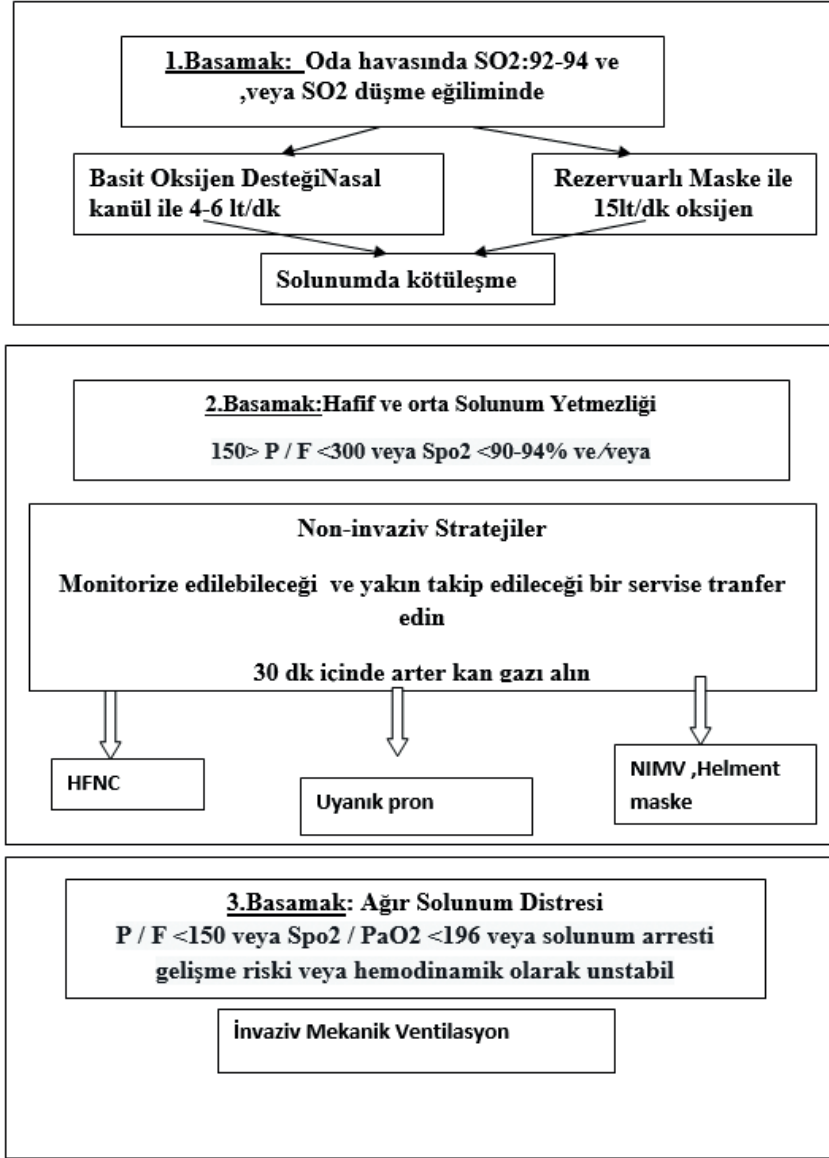 1.Basamak: Oda havasında SO2:92-94 ve
,veya SO2 düşme eğiliminde
Basit Oksijen DesteğiNasal
kanül ile 4-6 lt/dk
Rezervuarlı Maske ile
15lt/dk oksijen
Solunumda kötüleşme
2.Basamak:Hafif ve orta Solunum Yetmezliği
150> P / F <300 veya Spo2 <90-94% ve/veya
Non-invaziv Stratejiler
Monitorize edilebileceği ve yakın takip edileceği bir servise tranfer
edin
30 dk içinde arter kan gazı alın
HFNC
Uyanık pron
NIMV ,Helment
maske
3.Basamak: Ağır Solunum Distresi
P / F <150 veya Spo2 / PaO2 <196 veya solunum arresti
gelişme riski veya hemodinamik olarak unstabil
İnvaziv Mekanik Ventilasyon